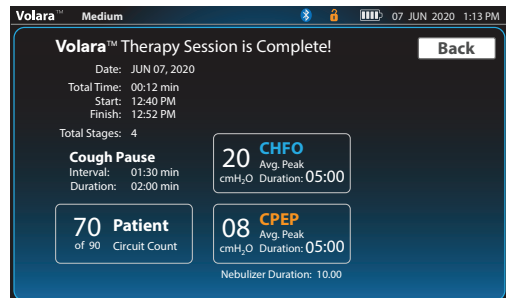 Volara™ Medium 07 JUN 2020 1:13 PM
Volara™ Therapy Session is Complete!
Back
Date: JUN 07, 2020
Total Time: 00:12 min
Start: 12:40 PM
Finish: 12:52 PM
Total Stages: 4
Cough Pause
Interval: 01:30 min
Duration: 02:00 min
20 CHFO
Avg. Peak
cmH₂O Duration: 05:00
70 Patient
of 90 Circuit Count
08 CPEP
Avg. Peak
cmH₂O Duration: 05:00
Nebulizer Duration: 10.00